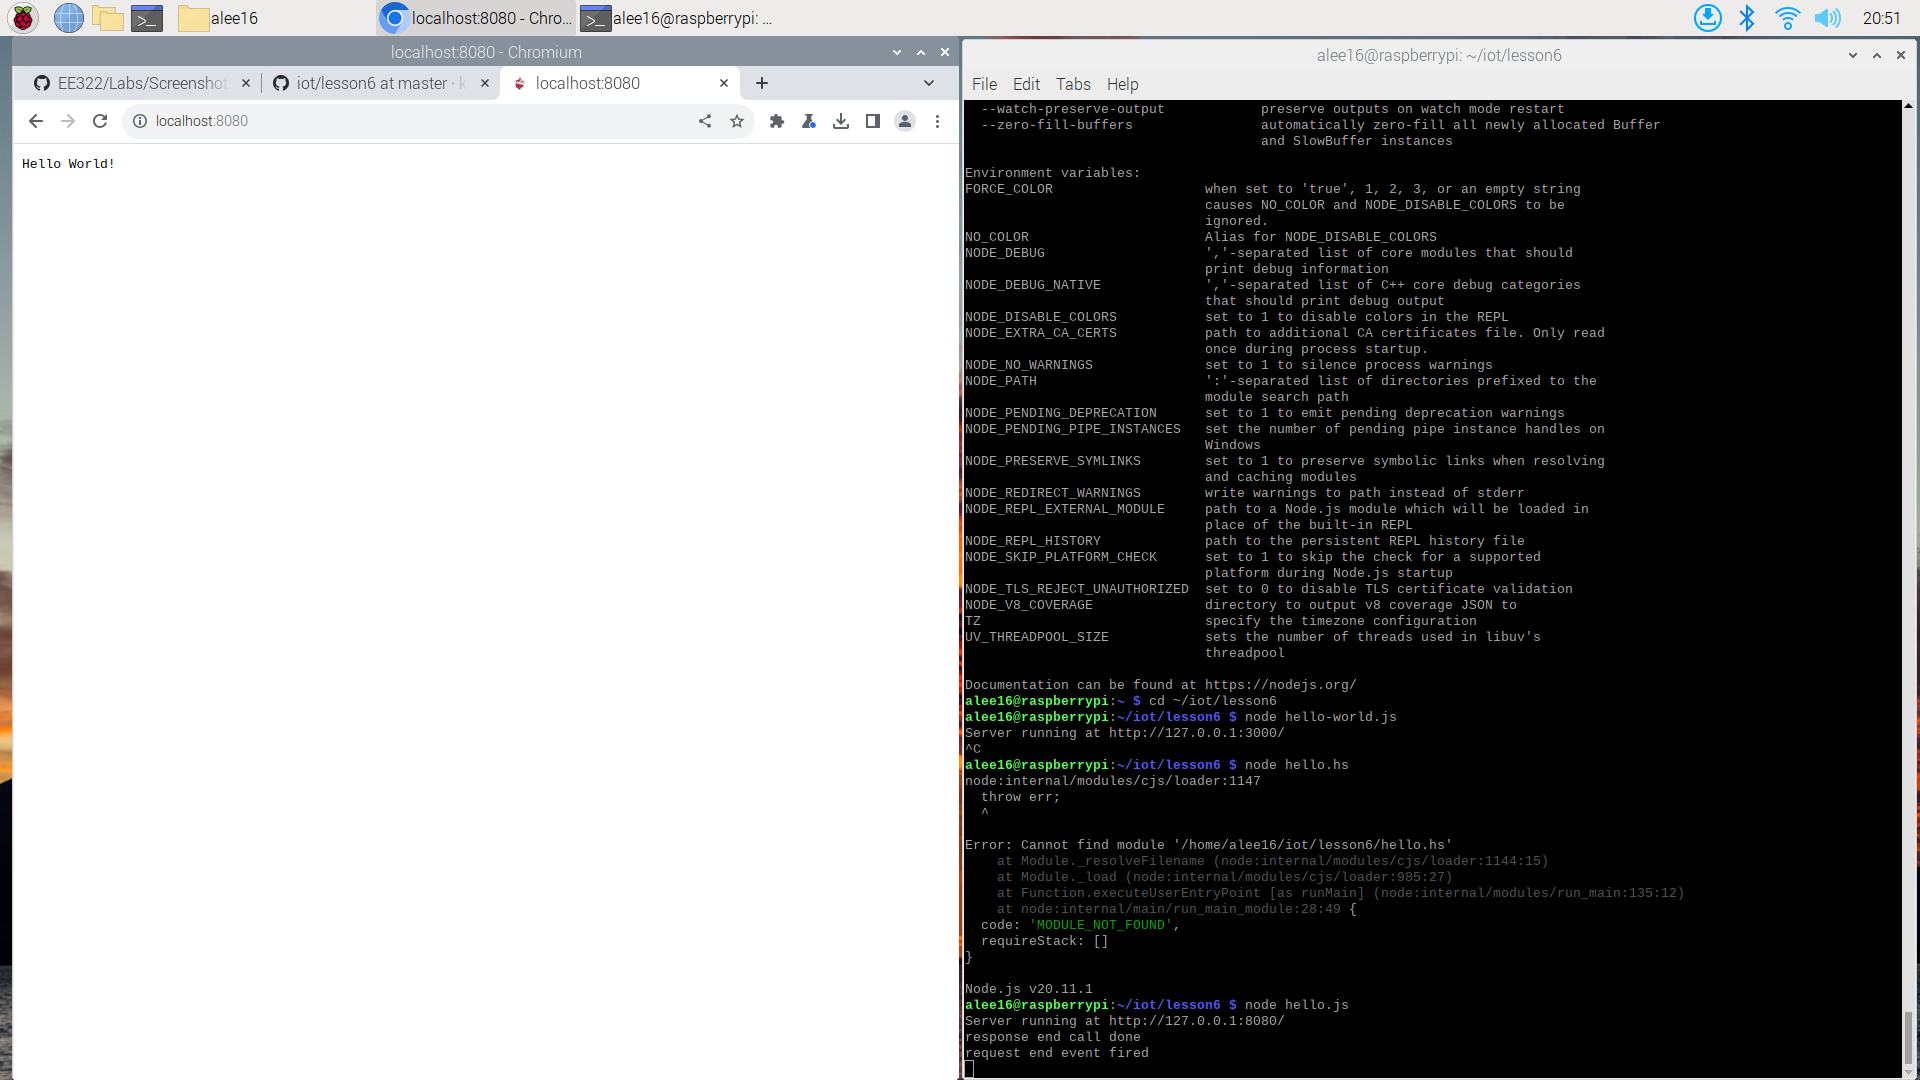 alee16
localhost:8080 - Chro...
alee16@raspberrypi: ...
20:51
localhost:8080 - Chromium
EE322/Labs/Screenshot
iot/lesson6 at master · k
localhost:8080
localhost:8080
Hello World!
alee16@raspberrypi: ~/iot/lesson6
File Edit Tabs Help
  --watch-preserve-output            preserve outputs on watch mode restart
  --zero-fill-buffers                automatically zero-fill all newly allocated Buffer
                                     and SlowBuffer instances
Environment variables:
FORCE_COLOR                   when set to 'true', 1, 2, 3, or an empty string
                              causes NO_COLOR and NODE_DISABLE_COLORS to be
                              ignored.
NO_COLOR                      Alias for NODE_DISABLE_COLORS
NODE_DEBUG                    ','-separated list of core modules that should
                              print debug information
NODE_DEBUG_NATIVE             ','-separated list of C++ core debug categories
                              that should print debug output
NODE_DISABLE_COLORS           set to 1 to disable colors in the REPL
NODE_EXTRA_CA_CERTS           path to additional CA certificates file. Only read
                              once during process startup.
NODE_NO_WARNINGS              set to 1 to silence process warnings
NODE_PATH                     ':'-separated list of directories prefixed to the
                              module search path
NODE_PENDING_DEPRECATION      set to 1 to emit pending deprecation warnings
NODE_PENDING_PIPE_INSTANCES   set the number of pending pipe instance handles on
                              Windows
NODE_PRESERVE_SYMLINKS        set to 1 to preserve symbolic links when resolving
                              and caching modules
NODE_REDIRECT_WARNINGS        write warnings to path instead of stderr
NODE_REPL_EXTERNAL_MODULE     path to a Node.js module which will be loaded in
                              place of the built-in REPL
NODE_REPL_HISTORY             path to the persistent REPL history file
NODE_SKIP_PLATFORM_CHECK      set to 1 to skip the check for a supported
                              platform during Node.js startup
NODE_TLS_REJECT_UNAUTHORIZED  set to 0 to disable TLS certificate validation
NODE_V8_COVERAGE              directory to output v8 coverage JSON to
TZ                            specify the timezone configuration
UV_THREADPOOL_SIZE            sets the number of threads used in libuv's
                              threadpool
Documentation can be found at https://nodejs.org/
alee16@raspberrypi:~ $ cd ~/iot/lesson6
alee16@raspberrypi:~/iot/lesson6 $ node hello-world.js
Server running at http://127.0.0.1:3000/
^C
alee16@raspberrypi:~/iot/lesson6 $ node hello.hs
node:internal/modules/cjs/loader:1147
  throw err;
  ^
Error: Cannot find module '/home/alee16/iot/lesson6/hello.hs'
    at Module._resolveFilename (node:internal/modules/cjs/loader:1144:15)
    at Module._load (node:internal/modules/cjs/loader:985:27)
    at Function.executeUserEntryPoint [as runMain] (node:internal/modules/run_main:135:12)
    at node:internal/main/run_main_module:28:49 {
  code: 'MODULE_NOT_FOUND',
  requireStack: []
}
Node.js v20.11.1
alee16@raspberrypi:~/iot/lesson6 $ node hello.js
Server running at http://127.0.0.1:8080/
response end call done
request end event fired